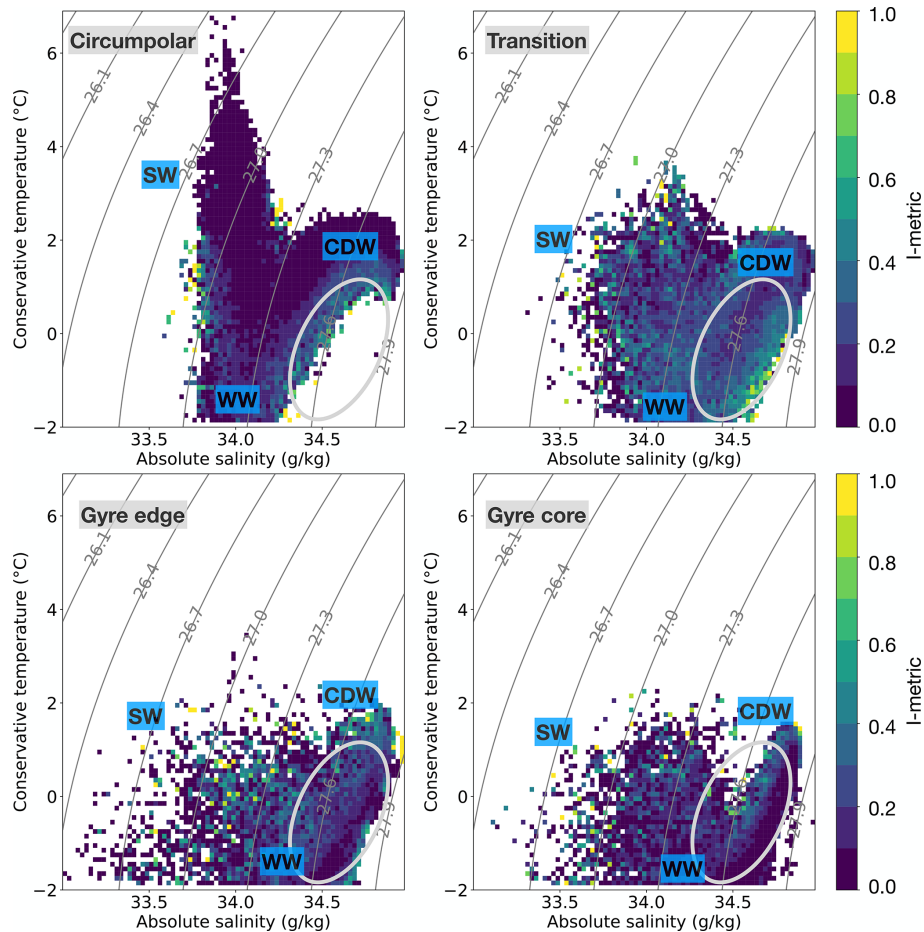 Circumpolar
SW
CDW
WW
26.1
26.4
26.7
27.0
27.3
27.6
27.9
6
4
2
0
−2
33.5
34.0
34.5
Conservative temperature (°C)
Absolute salinity (g/kg)
Transition
SW
CDW
WW
26.1
26.4
26.7
27.0
27.3
27.6
27.9
6
4
2
0
−2
33.5
34.0
34.5
Conservative temperature (°C)
Absolute salinity (g/kg)
1.0
0.8
0.6
0.4
0.2
0.0
I-metric
Gyre edge
SW
CDW
WW
26.1
26.4
26.7
27.0
27.3
27.6
27.9
6
4
2
0
−2
33.5
34.0
34.5
Conservative temperature (°C)
Absolute salinity (g/kg)
Gyre core
SW
CDW
WW
26.1
26.4
26.7
27.0
27.3
27.6
27.9
6
4
2
0
−2
33.5
34.0
34.5
Conservative temperature (°C)
Absolute salinity (g/kg)
1.0
0.8
0.6
0.4
0.2
0.0
I-metric